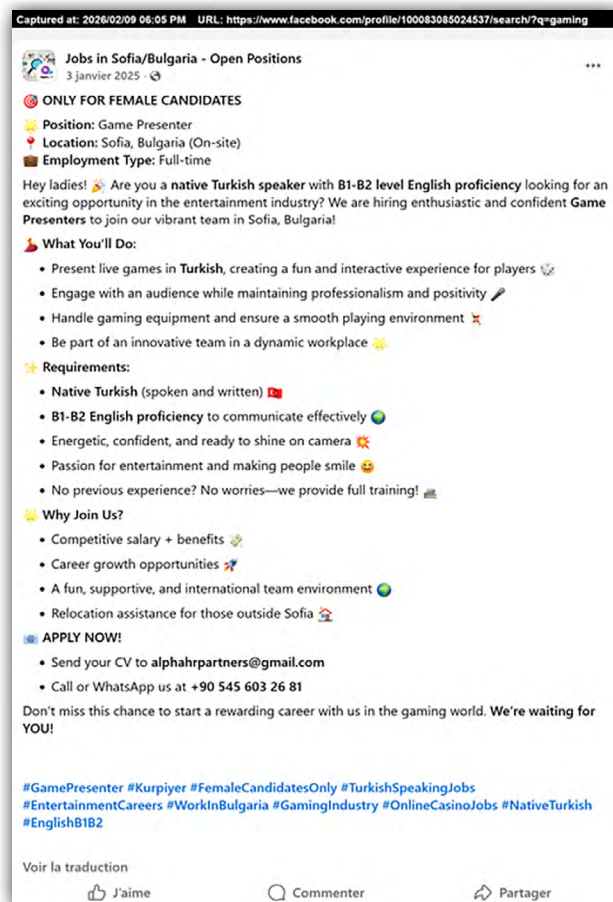 Captured at: 2026/02/09 06:05 PM URL: https://www.facebook.com/profile/100083085024537/search/?q=gaming
Jobs in Sofia/Bulgaria - Open Positions
3 janvier 2025 ·
🎯 ONLY FOR FEMALE CANDIDATES
🌟 Position: Game Presenter
📍 Location: Sofia, Bulgaria (On-site)
💼 Employment Type: Full-time
Hey ladies! 🎉 Are you a native Turkish speaker with B1-B2 level English proficiency looking for an
exciting opportunity in the entertainment industry? We are hiring enthusiastic and confident Game
Presenters to join our vibrant team in Sofia, Bulgaria!
💃 What You'll Do:
• Present live games in Turkish, creating a fun and interactive experience for players 🎲
• Engage with an audience while maintaining professionalism and positivity 🎤
• Handle gaming equipment and ensure a smooth playing environment
• Be part of an innovative team in a dynamic workplace 🌟
✨ Requirements:
• Native Turkish (spoken and written) 🇹🇷
• B1-B2 English proficiency to communicate effectively 🌍
• Energetic, confident, and ready to shine on camera 💥
• Passion for entertainment and making people smile 😄
• No previous experience? No worries—we provide full training! 📚
🌟 Why Join Us?
• Competitive salary + benefits 💸
• Career growth opportunities 🚀
• A fun, supportive, and international team environment 🌍
• Relocation assistance for those outside Sofia 🏠
📧 APPLY NOW!
• Send your CV to alphahrpartners@gmail.com
• Call or WhatsApp us at +90 545 603 26 81
Don't miss this chance to start a rewarding career with us in the gaming world. We're waiting for
YOU!
#GamePresenter #Kurpiyer #FemaleCandidatesOnly #TurkishSpeakingJobs
#EntertainmentCareers #WorkInBulgaria #GamingIndustry #OnlineCasinoJobs #NativeTurkish
#EnglishB1B2
Voir la traduction
J'aime
Commenter
Partager